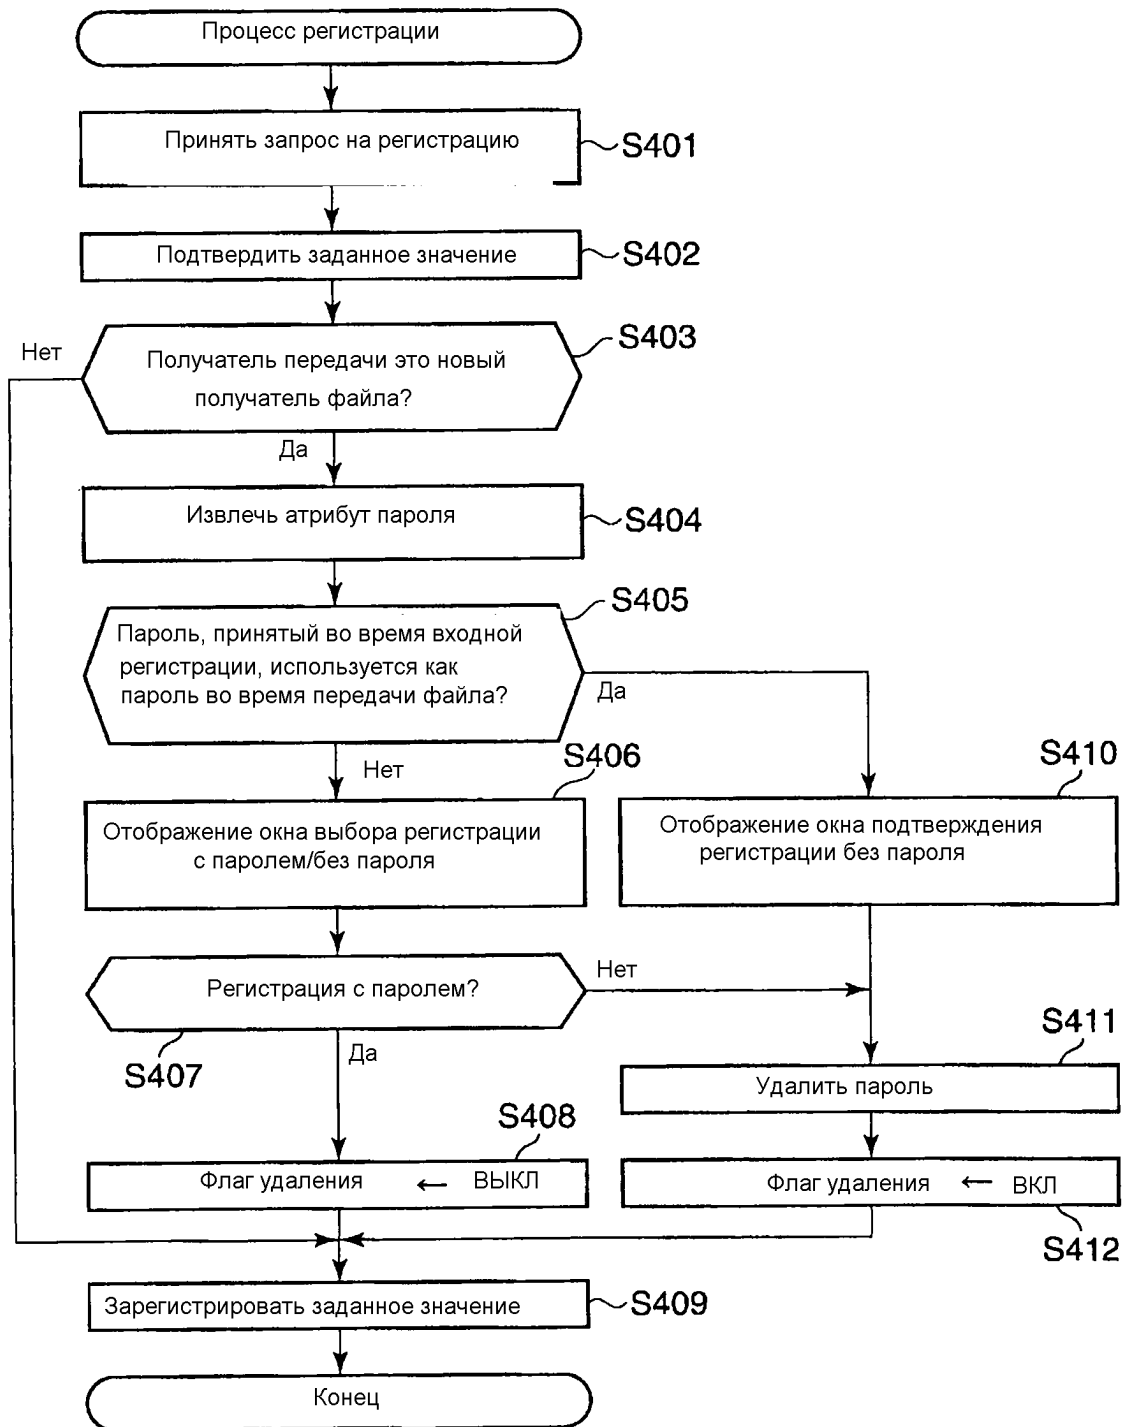 Процесс регистрации
Принять запрос на регистрацию
S401
Подтвердить заданное значение
S402
S403
Нет
Получатель передачи это новый
получатель файла?
Да
Извлечь атрибут пароля
S404
S405
Пароль, принятый во время входной
регистрации, используется как
пароль во время передачи файла?
Да
Нет
S406
S410
Отображение окна выбора регистрации
с паролем/без пароля
Отображение окна подтверждения
регистрации без пароля
Регистрация с паролем?
Нет
S407
Да
S411
Удалить пароль
S408
Флаг удаления ← ВЫКЛ
Флаг удаления ← ВКЛ
S412
Зарегистрировать заданное значение
S409
Конец